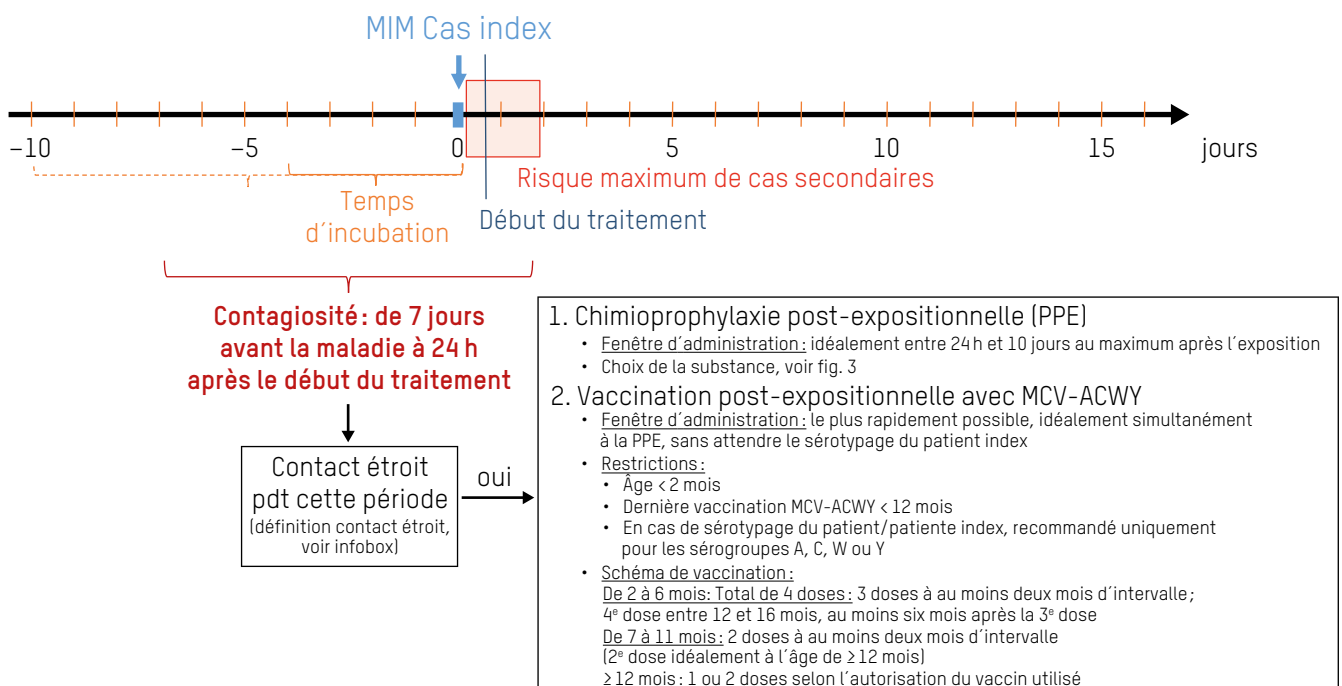 MIM Cas index
−10 −5 0 5 10 15 jours
Risque maximum de cas secondaires
Temps
d´incubation
Début du traitement
Contagiosité : de 7 jours
avant la maladie à 24 h
après le début du traitement
Contact étroit
pdt cette période
(définition contact étroit,
voir infobox)
oui
1. Chimioprophylaxie post-expositionnelle (PPE)
• Fenêtre d´administration : idéalement entre 24 h et 10 jours au maximum après l´exposition
• Choix de la substance, voir fig. 3
2. Vaccination post-expositionnelle avec MCV-ACWY
• Fenêtre d´administration : le plus rapidement possible, idéalement simultanément
à la PPE, sans attendre le sérotypage du patient index
• Restrictions :
• Âge < 2 mois
• Dernière vaccination MCV-ACWY < 12 mois
• En cas de sérotypage du patient/patiente index, recommandé uniquement
pour les sérogroupes A, C, W ou Y
• Schéma de vaccination :
De 2 à 6 mois: Total de 4 doses : 3 doses à au moins deux mois d´intervalle ;
4e dose entre 12 et 16 mois, au moins six mois après la 3e dose
De 7 à 11 mois : 2 doses à au moins deux mois d´intervalle
(2e dose idéalement à l´âge de ≥ 12 mois)
≥ 12 mois : 1 ou 2 doses selon l´autorisation du vaccin utilisé